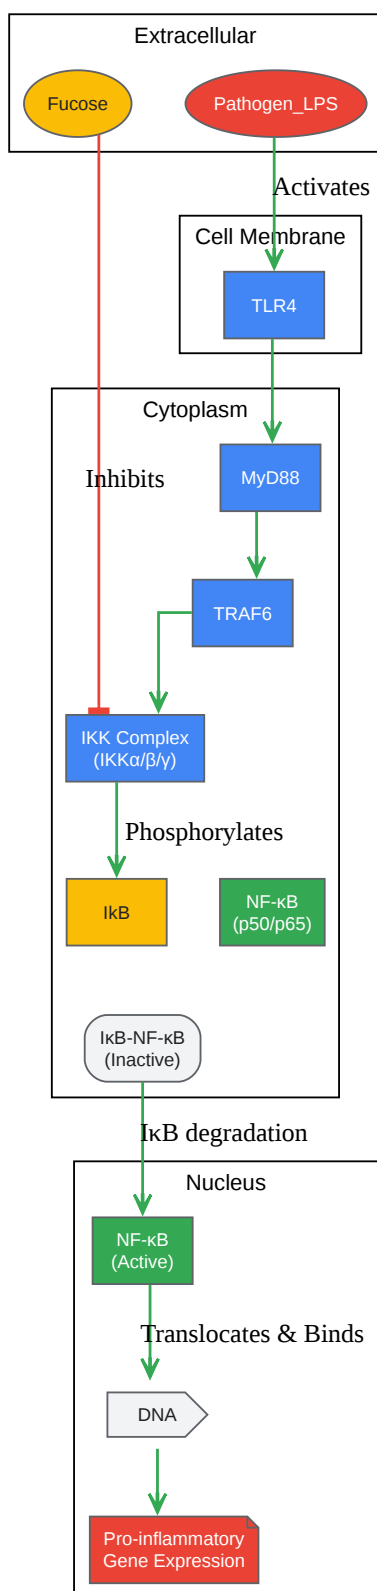 Extracellular
Fucose
Pathogen_LPS
Activates
Cell Membrane
TLR4
Cytoplasm
MyD88
Inhibits
TRAF6
IKK Complex
(IKKα/β/γ)
Phosphorylates
IkB
NF-κB
(p50/p65)
IκB-NF-κB
(Inactive)
IκB degradation
Nucleus
NF-κB
(Active)
Translocates & Binds
DNA
Pro-inflammatory
Gene Expression